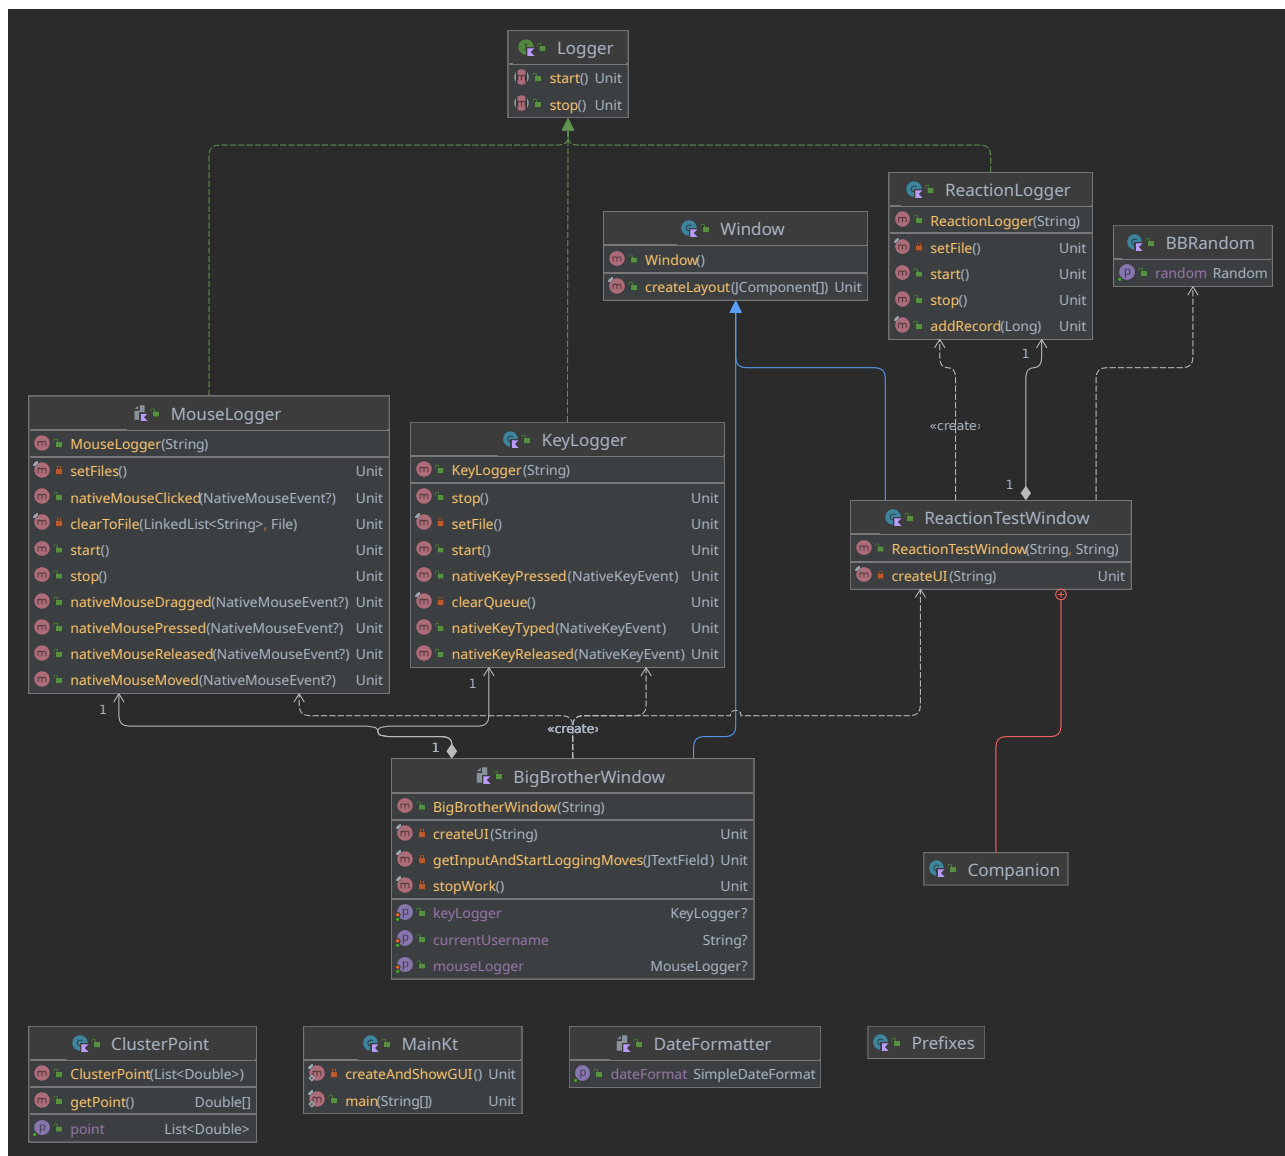 Logger
start() Unit
stop() Unit
ReactionLogger
ReactionLogger(String)
setFile() Unit
start() Unit
stop() Unit
addRecord(Long) Unit
Window
Window()
createLayout(JComponent[]) Unit
BBRandom
random Random
1
«create»
1
MouseLogger
MouseLogger(String)
setFiles() Unit
nativeMouseClicked(NativeMouseEvent?) Unit
clearToFile(LinkedList<String>, File) Unit
start() Unit
stop() Unit
nativeMouseDragged(NativeMouseEvent?) Unit
nativeMousePressed(NativeMouseEvent?) Unit
nativeMouseReleased(NativeMouseEvent?) Unit
nativeMouseMoved(NativeMouseEvent?) Unit
KeyLogger
KeyLogger(String)
stop() Unit
setFile() Unit
start() Unit
nativeKeyPressed(NativeKeyEvent) Unit
clearQueue() Unit
nativeKeyTyped(NativeKeyEvent) Unit
nativeKeyReleased(NativeKeyEvent) Unit
ReactionTestWindow
ReactionTestWindow(String, String)
createUI(String) Unit
1
1
1
«create»
BigBrotherWindow
BigBrotherWindow(String)
createUI(String) Unit
getInputAndStartLoggingMoves(JTextField) Unit
stopWork() Unit
keyLogger KeyLogger?
currentUsername String?
mouseLogger MouseLogger?
Companion
ClusterPoint
ClusterPoint(List<Double>)
getPoint() Double[]
point List<Double>
MainKt
createAndShowGUI() Unit
main(String[]) Unit
DateFormatter
dateFormat SimpleDateFormat
Prefixes